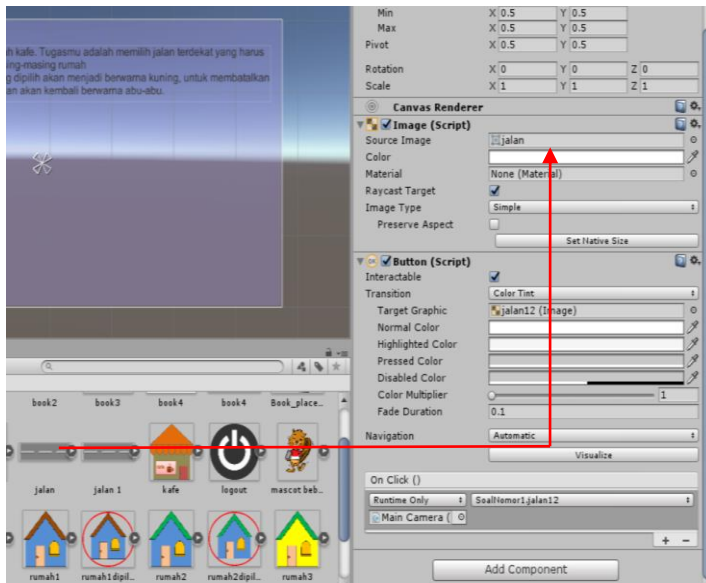 h kafe. Tugasmu adalah memilih jalan terdekat yang harus
ing-masing rumah
g dipilih akan menjadi berwarna kuning, untuk membatalkan
an akan kembali berwarna abu-abu.
book2 book3 book4 book4 Book_place...
jalan jalan 1 kafe logout mascot beb...
rumah1 rumah1dipil... rumah2 rumah2dipil... rumah3
Min X 0.5 Y 0.5
Max X 0.5 Y 0.5
Pivot X 0.5 Y 0.5
Rotation X 0 Y 0 Z 0
Scale X 1 Y 1 Z 1
Canvas Renderer
Image (Script)
Source Image jalan
Color
Material None (Material)
Raycast Target
Image Type Simple
Preserve Aspect
Set Native Size
Button (Script)
Interactable
Transition Color Tint
Target Graphic jalan12 (Image)
Normal Color
Highlighted Color
Pressed Color
Disabled Color
Color Multiplier 1
Fade Duration 0.1
Navigation Automatic
Visualize
On Click ()
Runtime Only SoalNomor1.jalan12
Main Camera (
+ −
Add Component